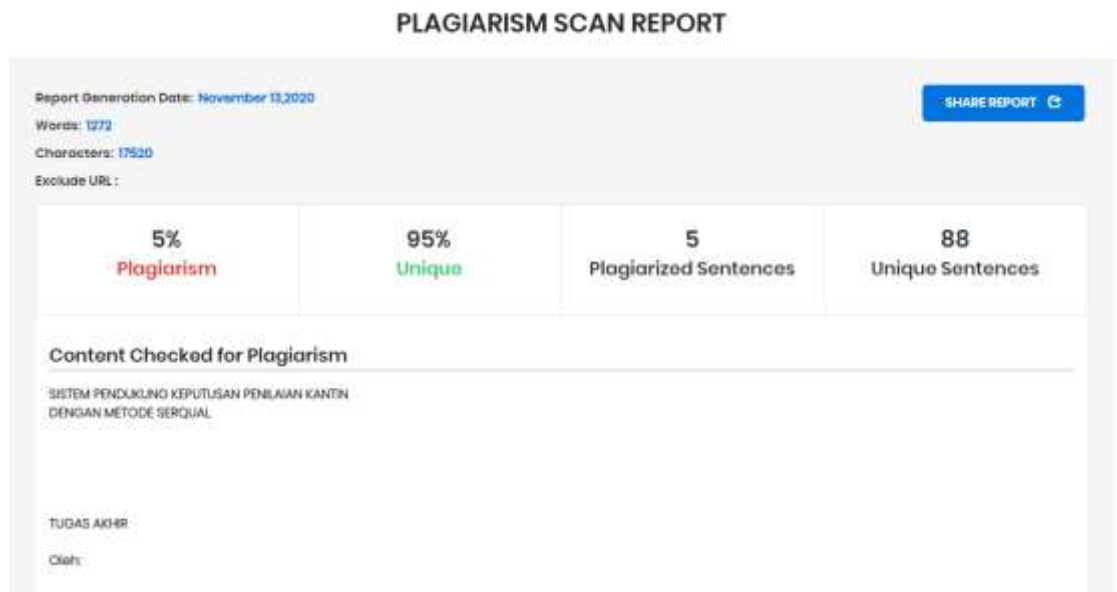 PLAGIARISM SCAN REPORT
Report Generation Date: November 13,2020
SHARE REPORT
Words: 1272
Characters: 17520
Exclude URL :
5%
Plagiarism
95%
Unique
5
Plagiarized Sentences
88
Unique Sentences
Content Checked for Plagiarism
SISTEM PENDUKUNG KEPUTUSAN PENILAIAN KANTIN
DENGAN METODE SERQUAL
TUGAS AKHIR
Oleh: